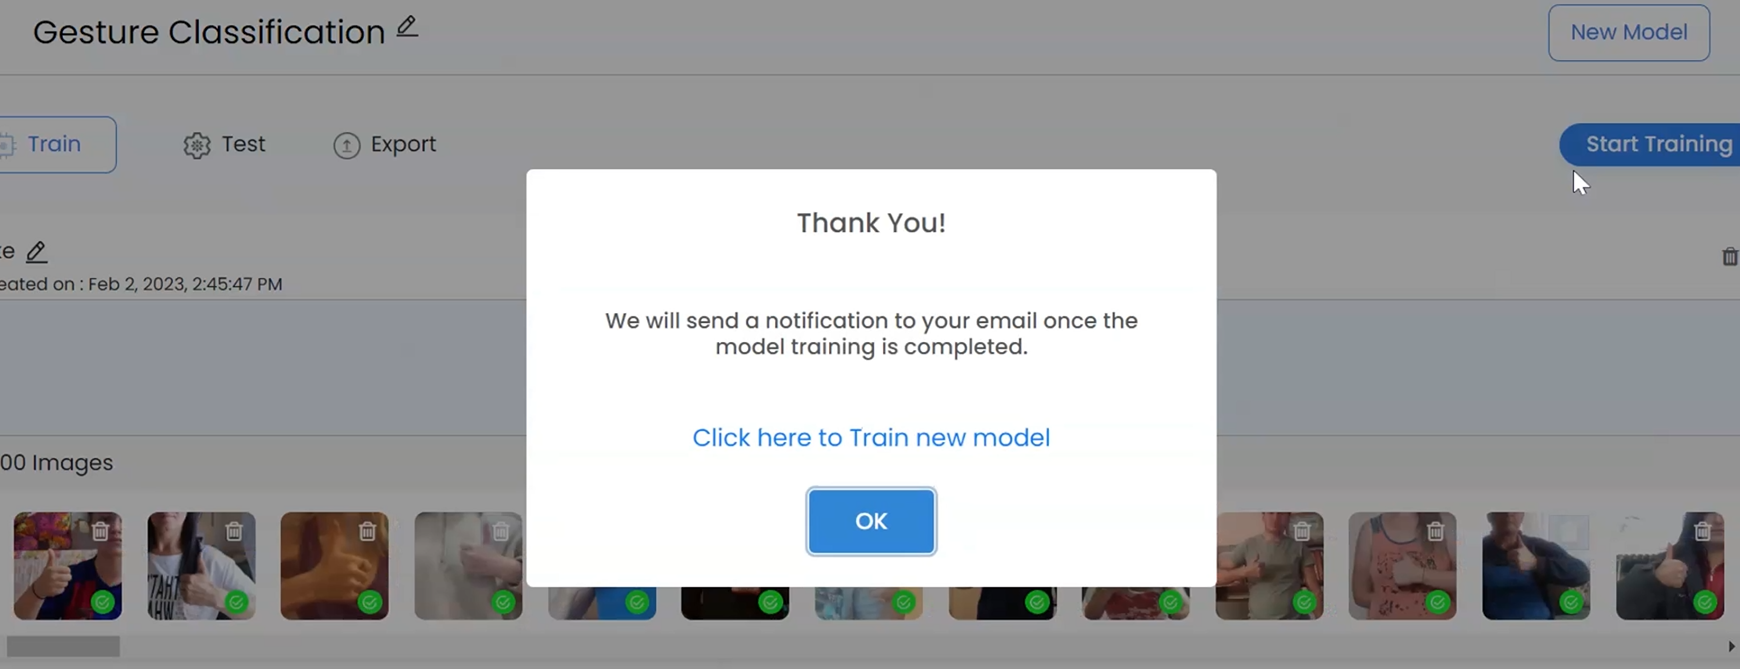 Gesture Classification
New Model
Train
Test
Export
Start Training
Thank You!
eated on : Feb 2, 2023, 2:45:47 PM
We will send a notification to your email once the
model training is completed.
Click here to Train new model
00 Images
OK